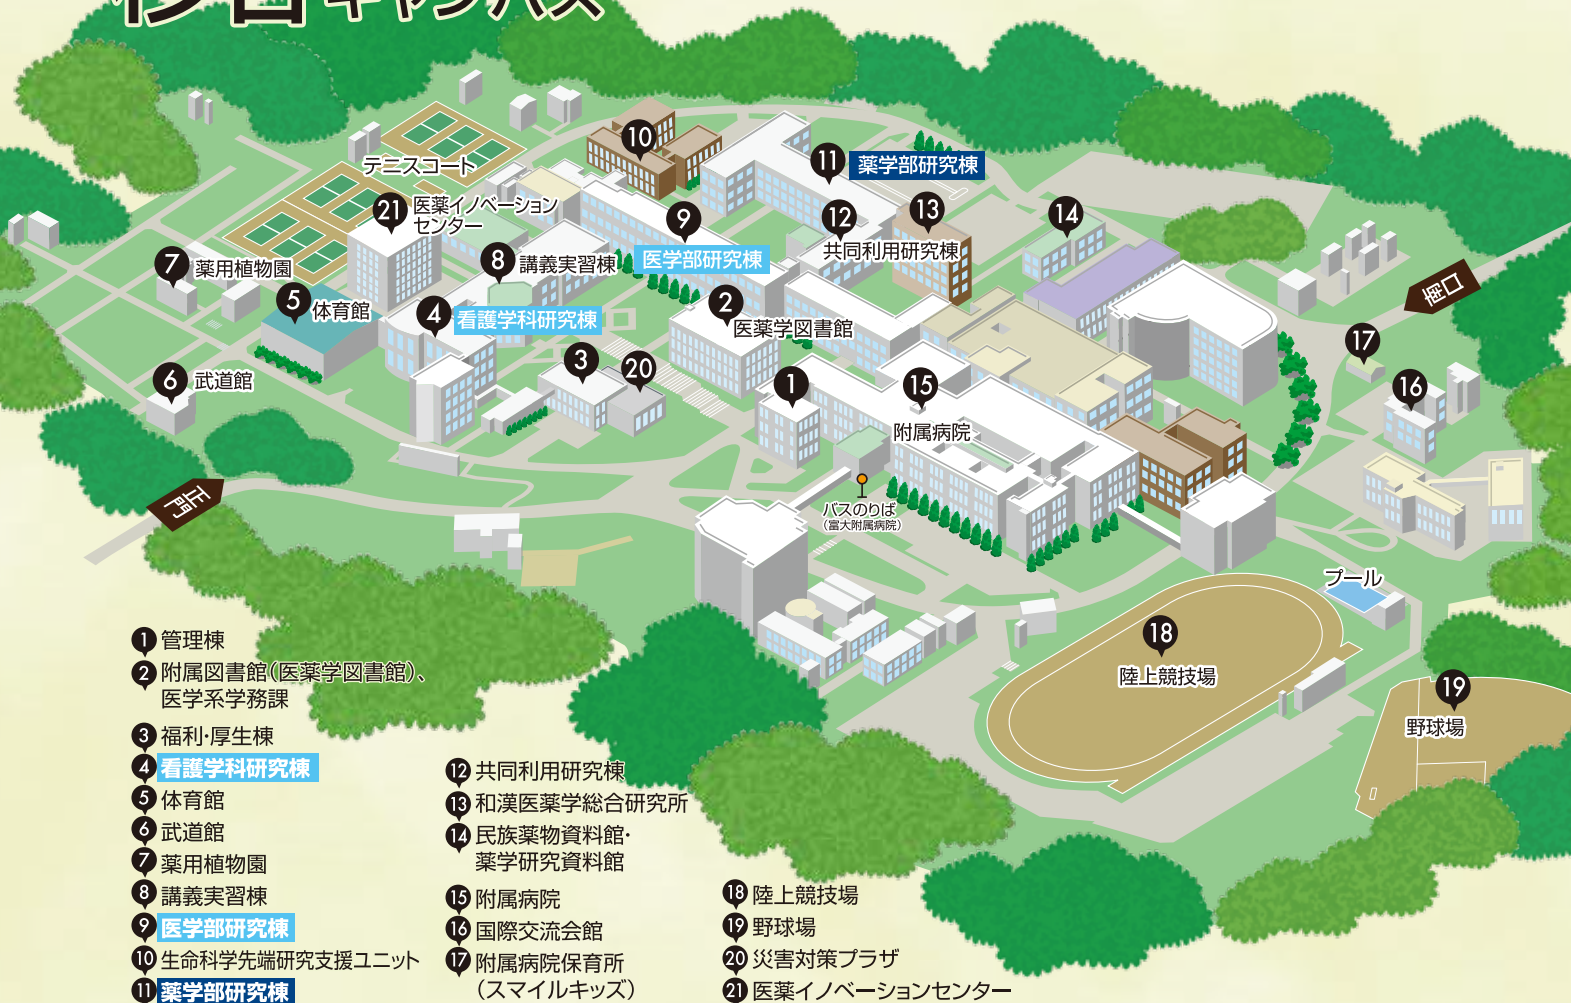 杉谷キャンパス
テニスコート
10
11 薬学部研究棟
21 医薬イノベーション
センター
9
医学部研究棟
12
共同利用研究棟
13
14
7 薬用植物園
8 講義実習棟
南口
5 体育館
4 看護学科研究棟
2
医薬学図書館
17
6 武道館
3
20
1
15
附属病院
16
正門
バスのりば
(富大附属病院)
プール
18
陸上競技場
19
野球場
1 管理棟
2 附属図書館(医薬学図書館)、
医学系学務課
3 福利・厚生棟
4 看護学科研究棟
5 体育館
6 武道館
7 薬用植物園
8 講義実習棟
9 医学部研究棟
10 生命科学先端研究支援ユニット
11 薬学部研究棟
12 共同利用研究棟
13 和漢医薬学総合研究所
14 民族薬物資料館・
薬学研究資料館
15 附属病院
16 国際交流会館
17 附属病院保育所
(スマイルキッズ)
18 陸上競技場
19 野球場
20 災害対策プラザ
21 医薬イノベーションセンター